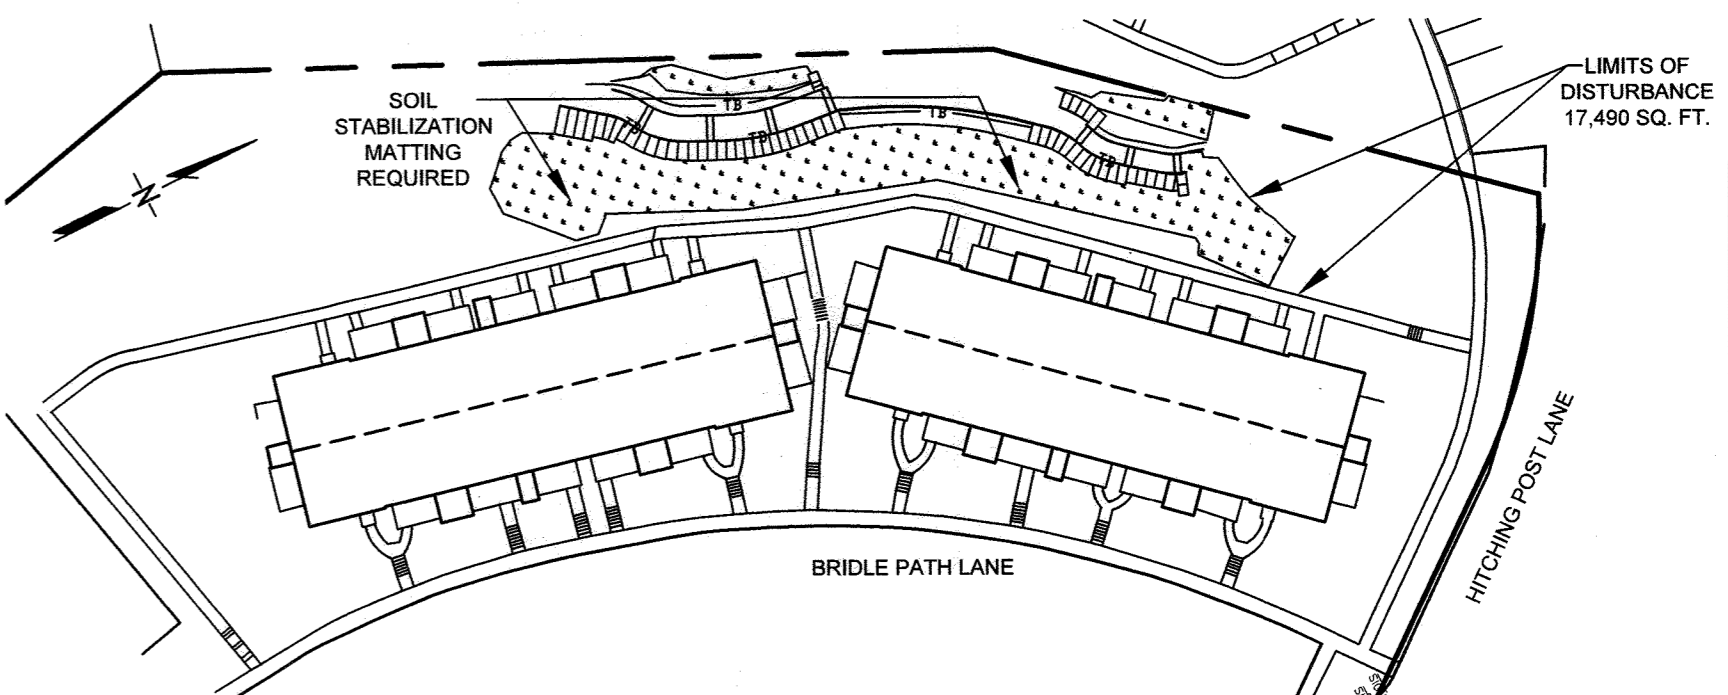 SOIL
STABILIZATION
MATTING
REQUIRED
LIMITS OF
DISTURBANCE
17,490 SQ. FT.
TB
TB
TB
TB
TB
N
BRIDLE PATH LANE
HITCHING POST LANE